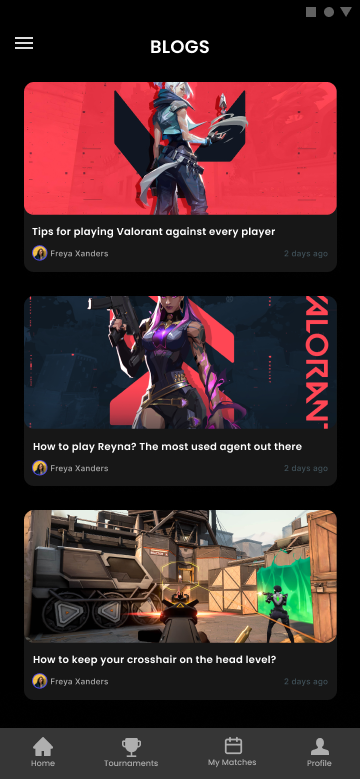 BLOGS
Tips for playing Valorant against every player
Freya Xanders 2 days ago
VALORANT
How to play Reyna? The most used agent out there
Freya Xanders 2 days ago
How to keep your crosshair on the head level?
Freya Xanders 2 days ago
Home Tournaments My Matches Profile